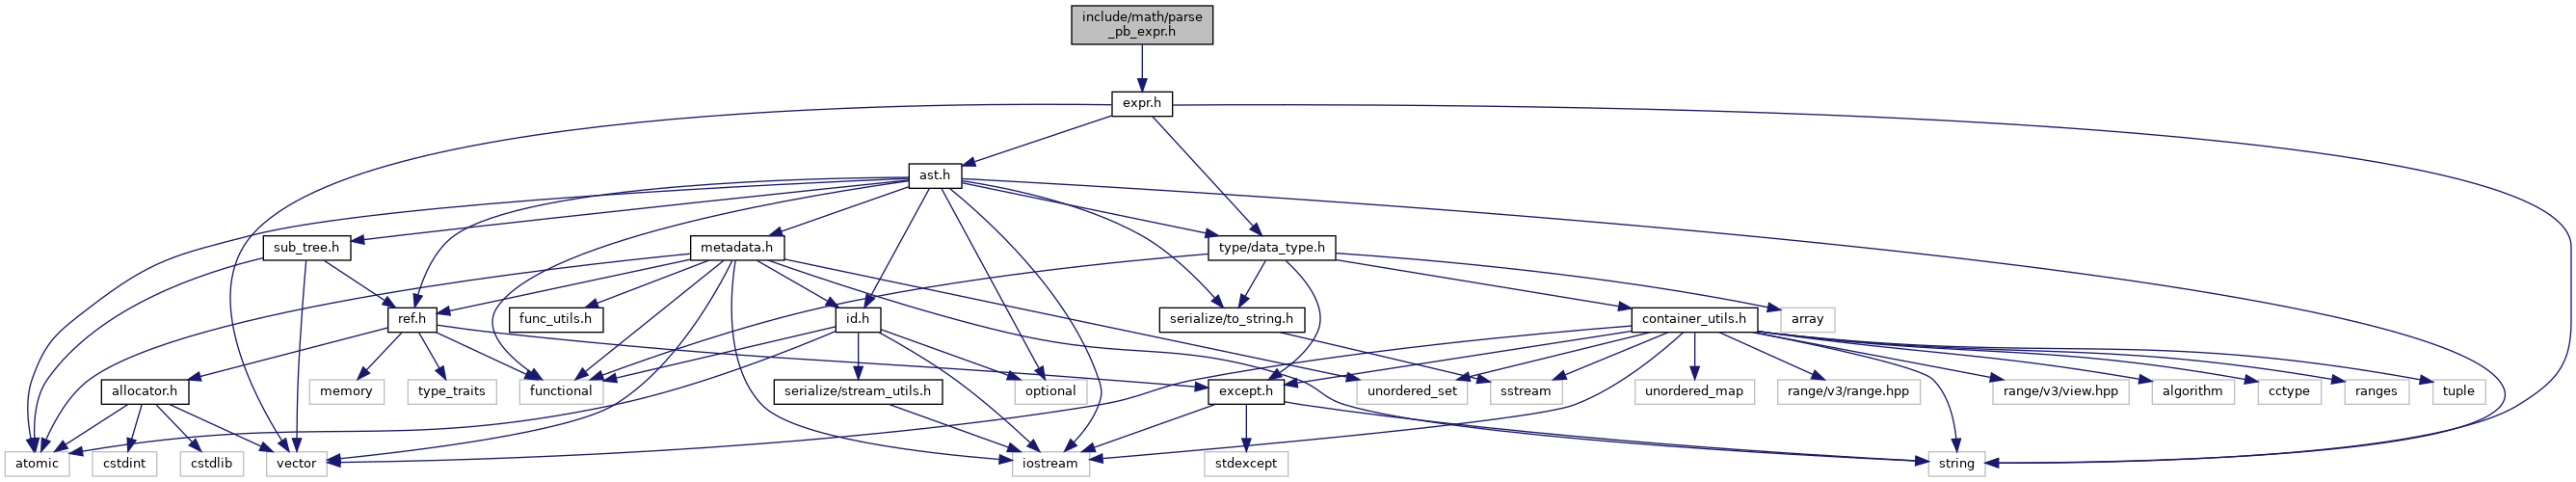 include/math/parse
_pb_expr.h
expr.h
ast.h
sub_tree.h
metadata.h
type/data_type.h
ref.h
func_utils.h
id.h
serialize/to_string.h
container_utils.h
array
allocator.h
memory
type_traits
functional
serialize/stream_utils.h
optional
except.h
unordered_set
sstream
unordered_map
range/v3/range.hpp
range/v3/view.hpp
algorithm
cctype
ranges
tuple
atomic
cstdint
cstdlib
vector
iostream
stdexcept
string